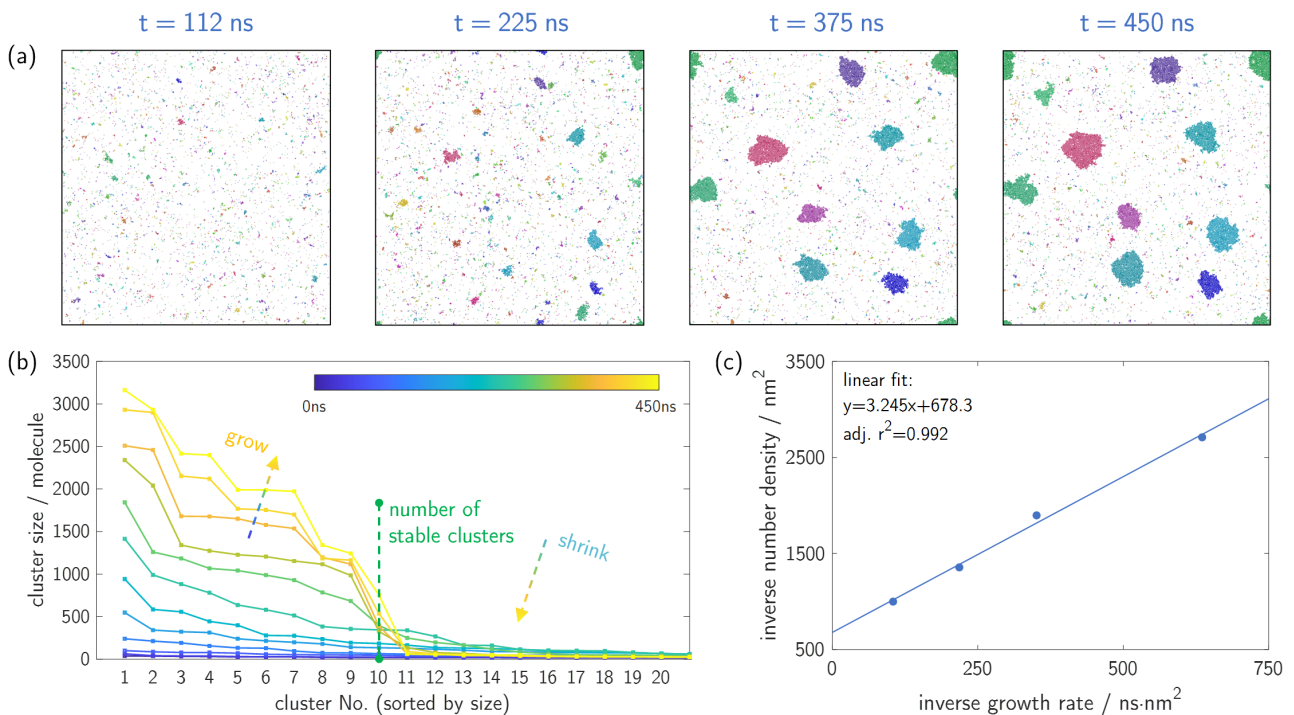 t = 112 ns
t = 225 ns
t = 375 ns
t = 450 ns
(a)
(b)
3500
3000
2500
2000
1500
1000
500
0
cluster size / molecule
0ns
450ns
grow
number of
stable clusters
shrink
1 2 3 4 5 6 7 8 9 10 11 12 13 14 15 16 17 18 19 20
cluster No. (sorted by size)
(c)
3500
2500
1500
500
inverse number density / nm²
linear fit:
y=3.245x+678.3
adj. r²=0.992
0 250 500 750
inverse growth rate / ns·nm²